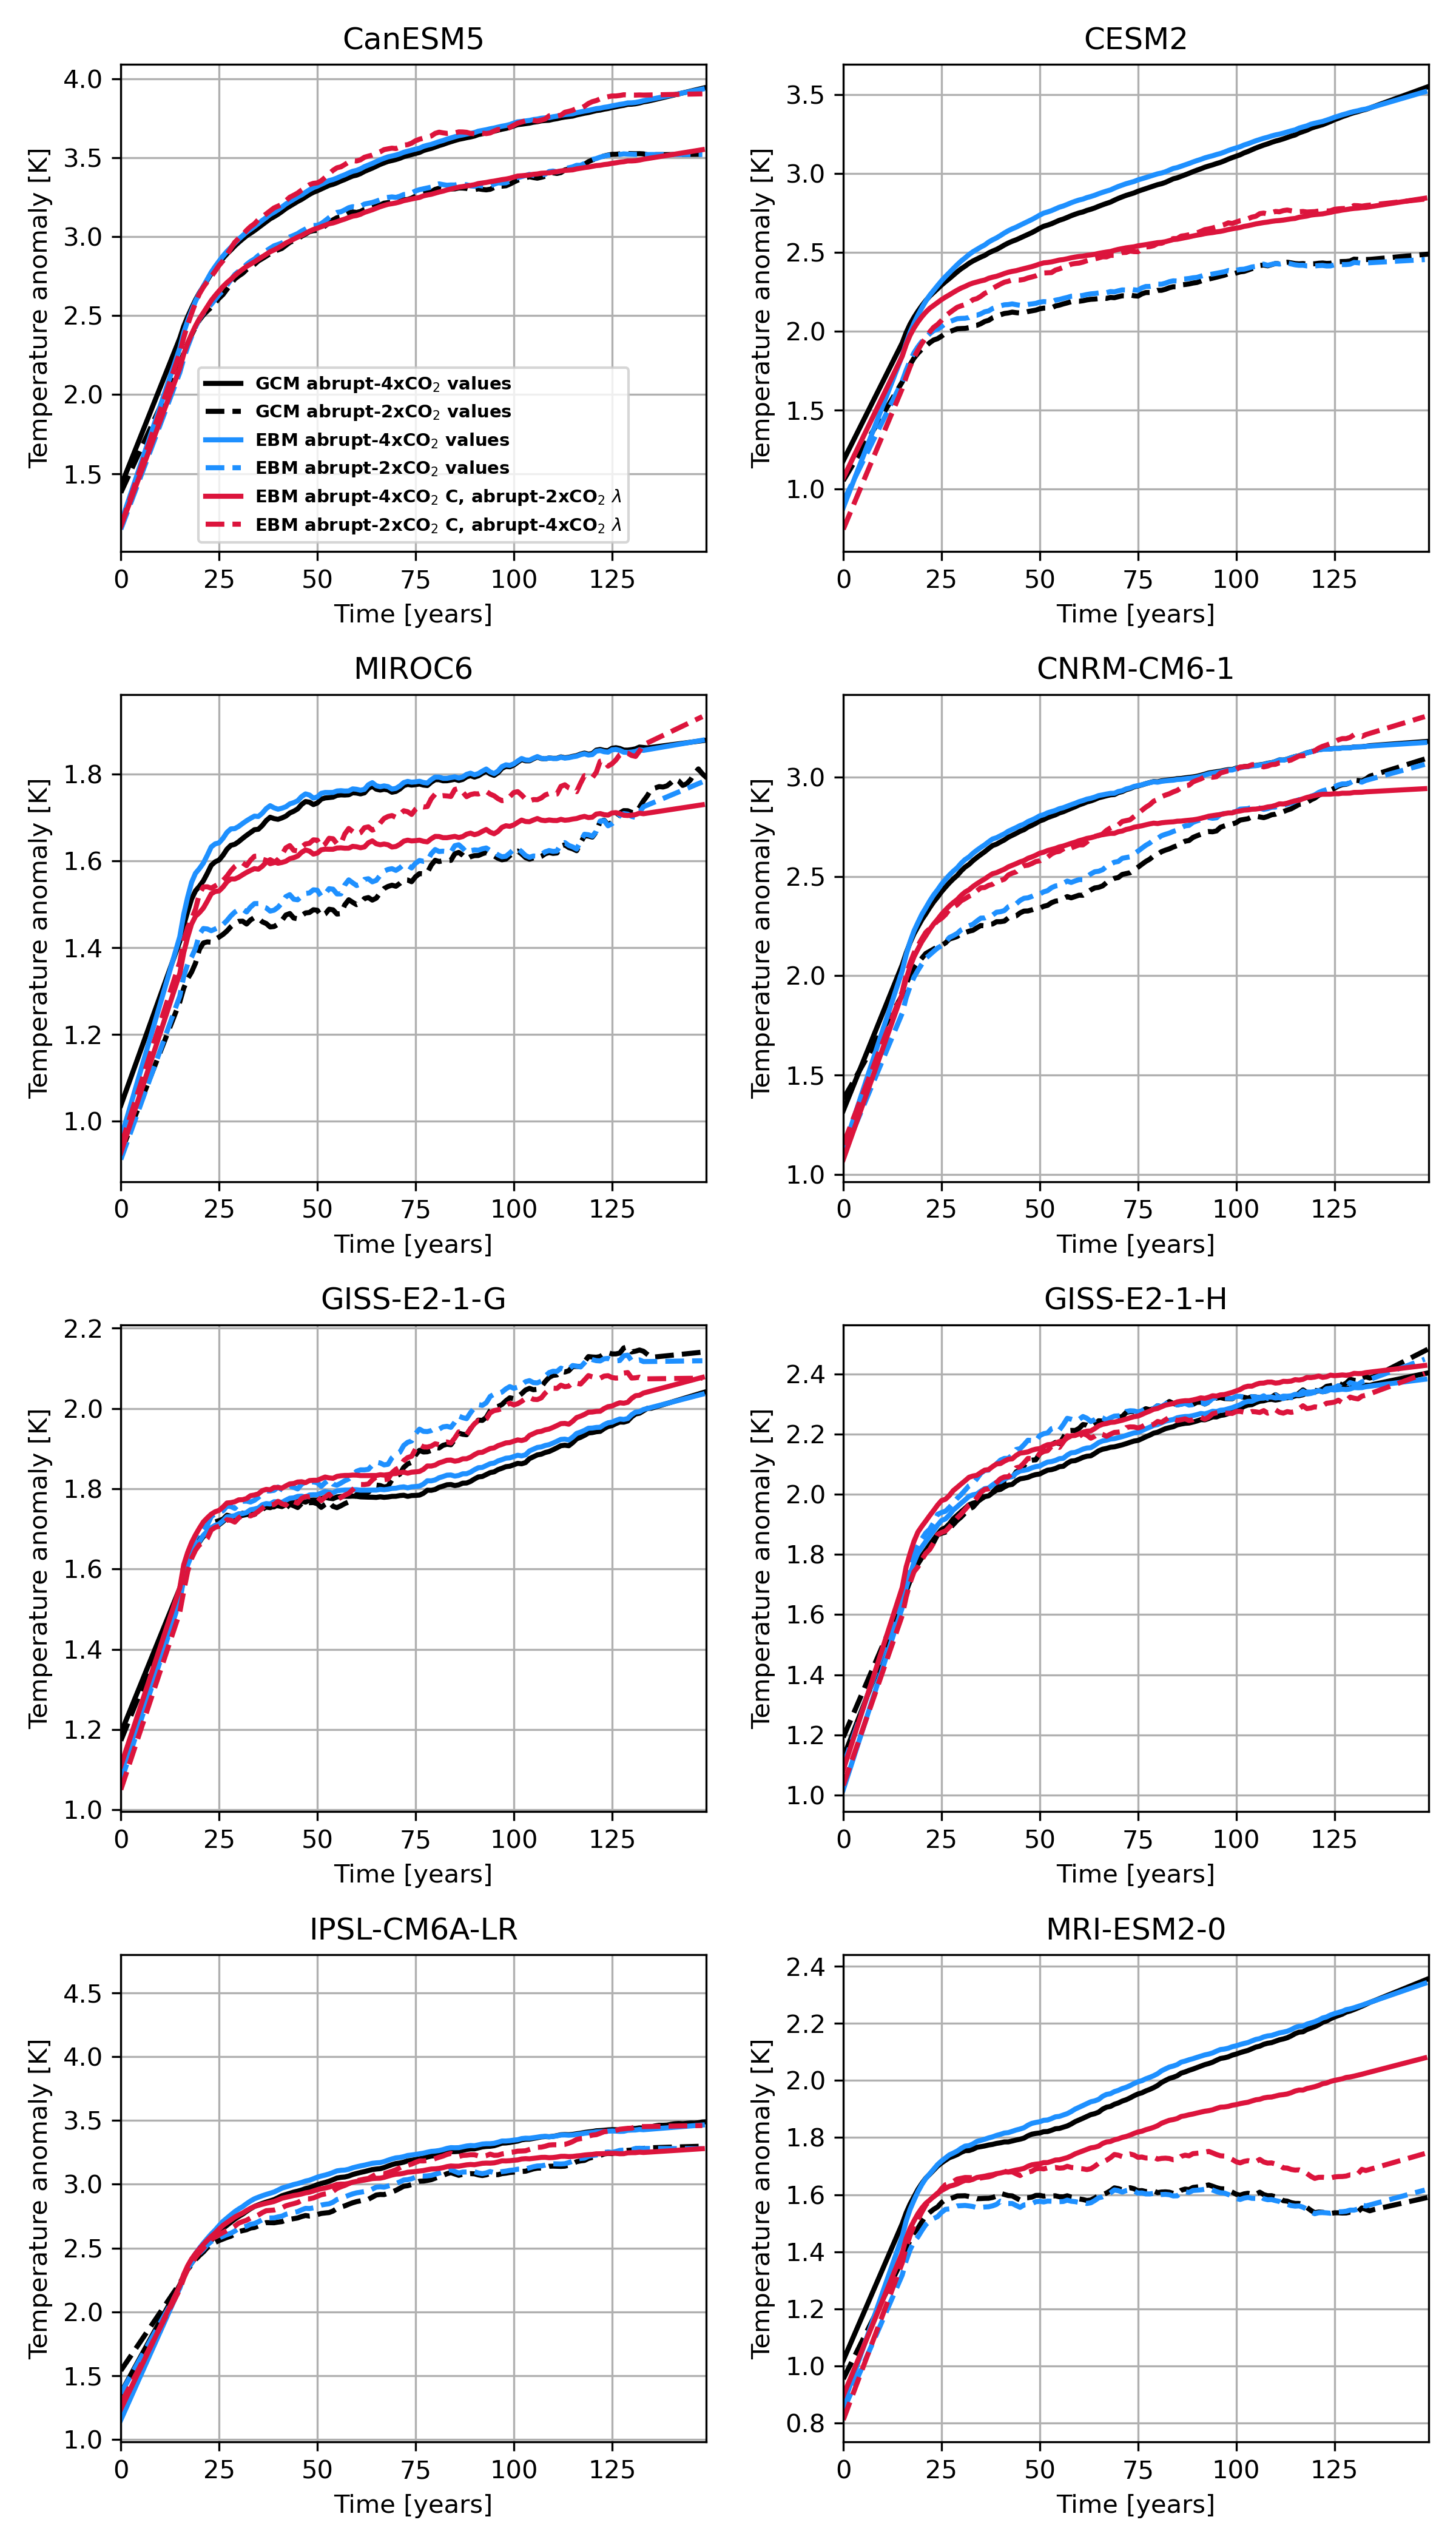 CanESM5
Temperature anomaly [K]
4.0
3.5
3.0
2.5
2.0
1.5
GCM abrupt-4xCO₂ values
GCM abrupt-2xCO₂ values
EBM abrupt-4xCO₂ values
EBM abrupt-2xCO₂ values
EBM abrupt-4xCO₂ C, abrupt-2xCO₂ λ
EBM abrupt-2xCO₂ C, abrupt-4xCO₂ λ
0 25 50 75 100 125
Time [years]
CESM2
Temperature anomaly [K]
3.5
3.0
2.5
2.0
1.5
1.0
0 25 50 75 100 125
Time [years]
MIROC6
Temperature anomaly [K]
1.8
1.6
1.4
1.2
1.0
0 25 50 75 100 125
Time [years]
CNRM-CM6-1
Temperature anomaly [K]
3.0
2.5
2.0
1.5
1.0
0 25 50 75 100 125
Time [years]
GISS-E2-1-G
Temperature anomaly [K]
2.2
2.0
1.8
1.6
1.4
1.2
1.0
0 25 50 75 100 125
Time [years]
GISS-E2-1-H
Temperature anomaly [K]
2.4
2.2
2.0
1.8
1.6
1.4
1.2
1.0
0 25 50 75 100 125
Time [years]
IPSL-CM6A-LR
Temperature anomaly [K]
4.5
4.0
3.5
3.0
2.5
2.0
1.5
1.0
0 25 50 75 100 125
Time [years]
MRI-ESM2-0
Temperature anomaly [K]
2.4
2.2
2.0
1.8
1.6
1.4
1.2
1.0
0.8
0 25 50 75 100 125
Time [years]